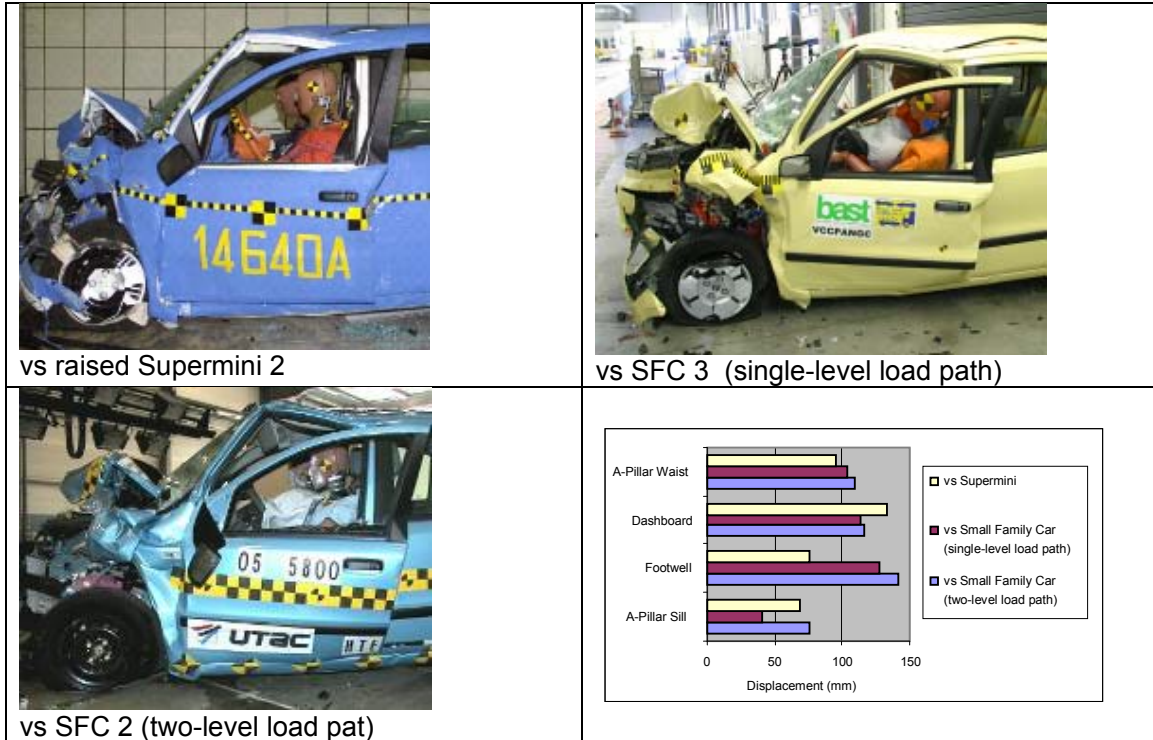 14640A
vs raised Supermini 2
bast
VCCPANGC
vs SFC 3 (single-level load path)
05 5800
UTAC
MTF
vs SFC 2 (two-level load pat)
A-Pillar Waist
Dashboard
Footwell
A-Pillar Sill
0 50 100 150
Displacement (mm)
vs Supermini
vs Small Family Car
(single-level load path)
vs Small Family Car
(two-level load path)